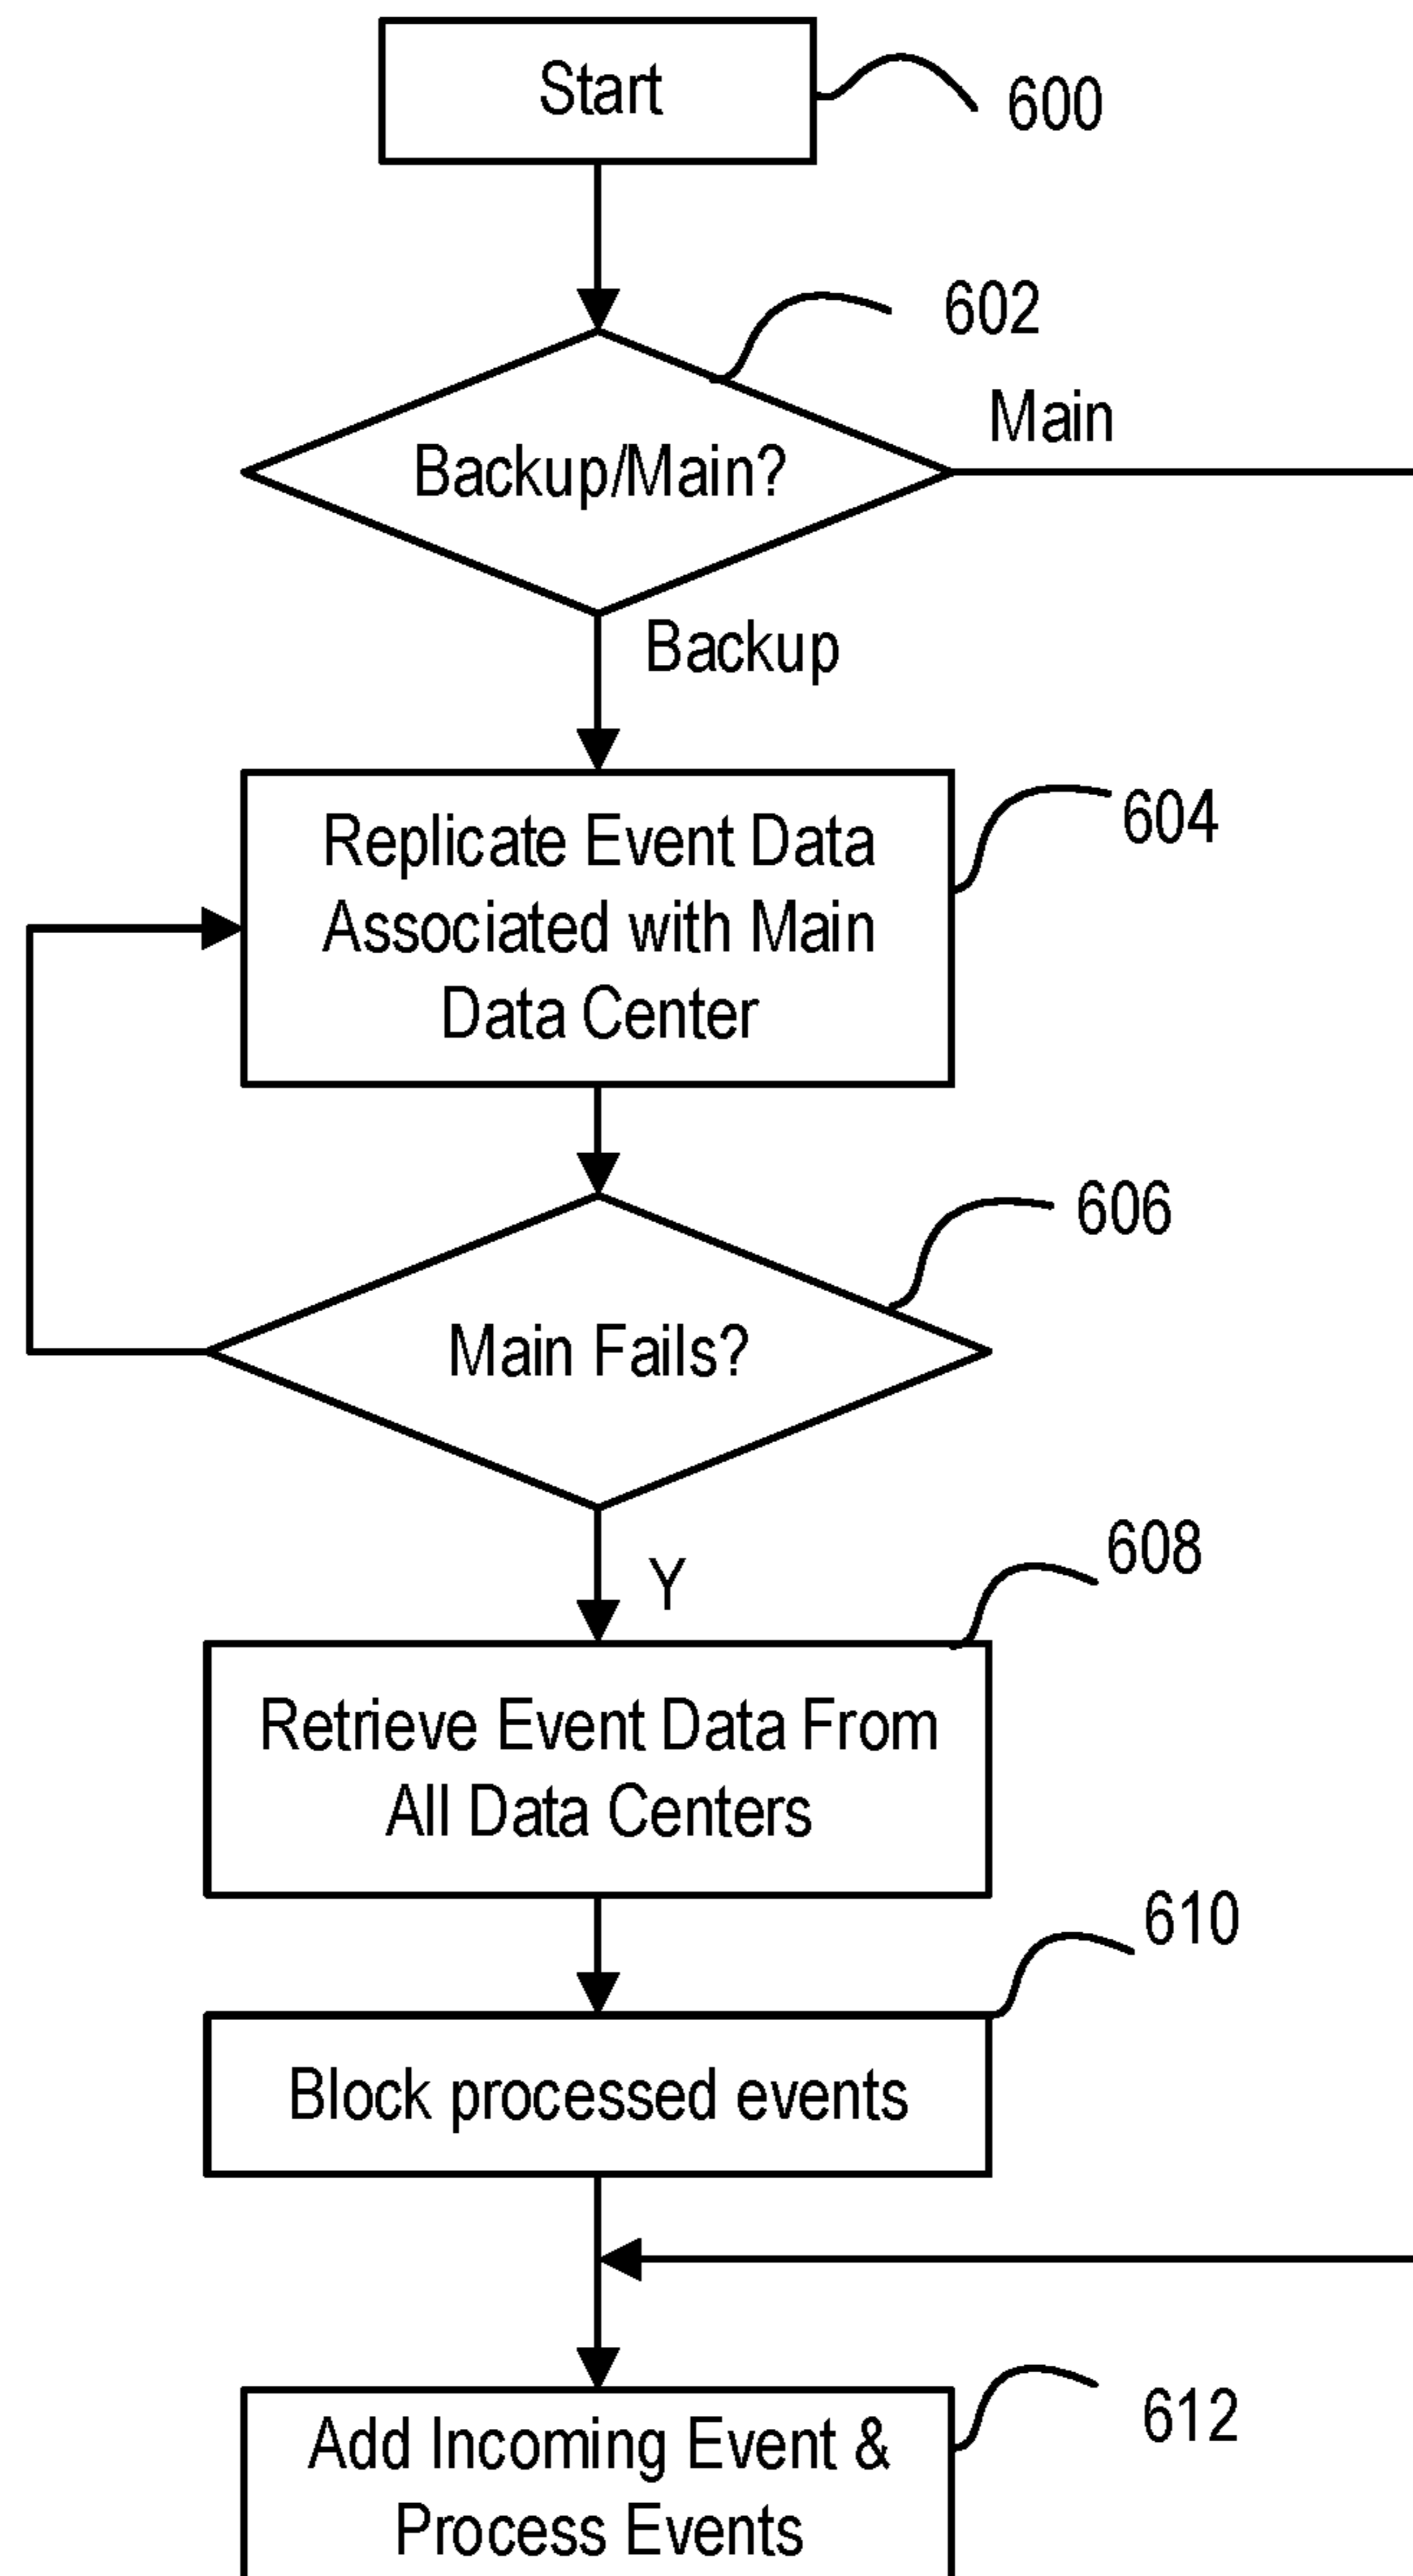 Start
600
602
Main
Backup/Main?
Backup
Replicate Event Data
Associated with Main
Data Center
604
606
Main Fails?
Y
608
Retrieve Event Data From
All Data Centers
610
Block processed events
612
Add Incoming Event &
Process Events